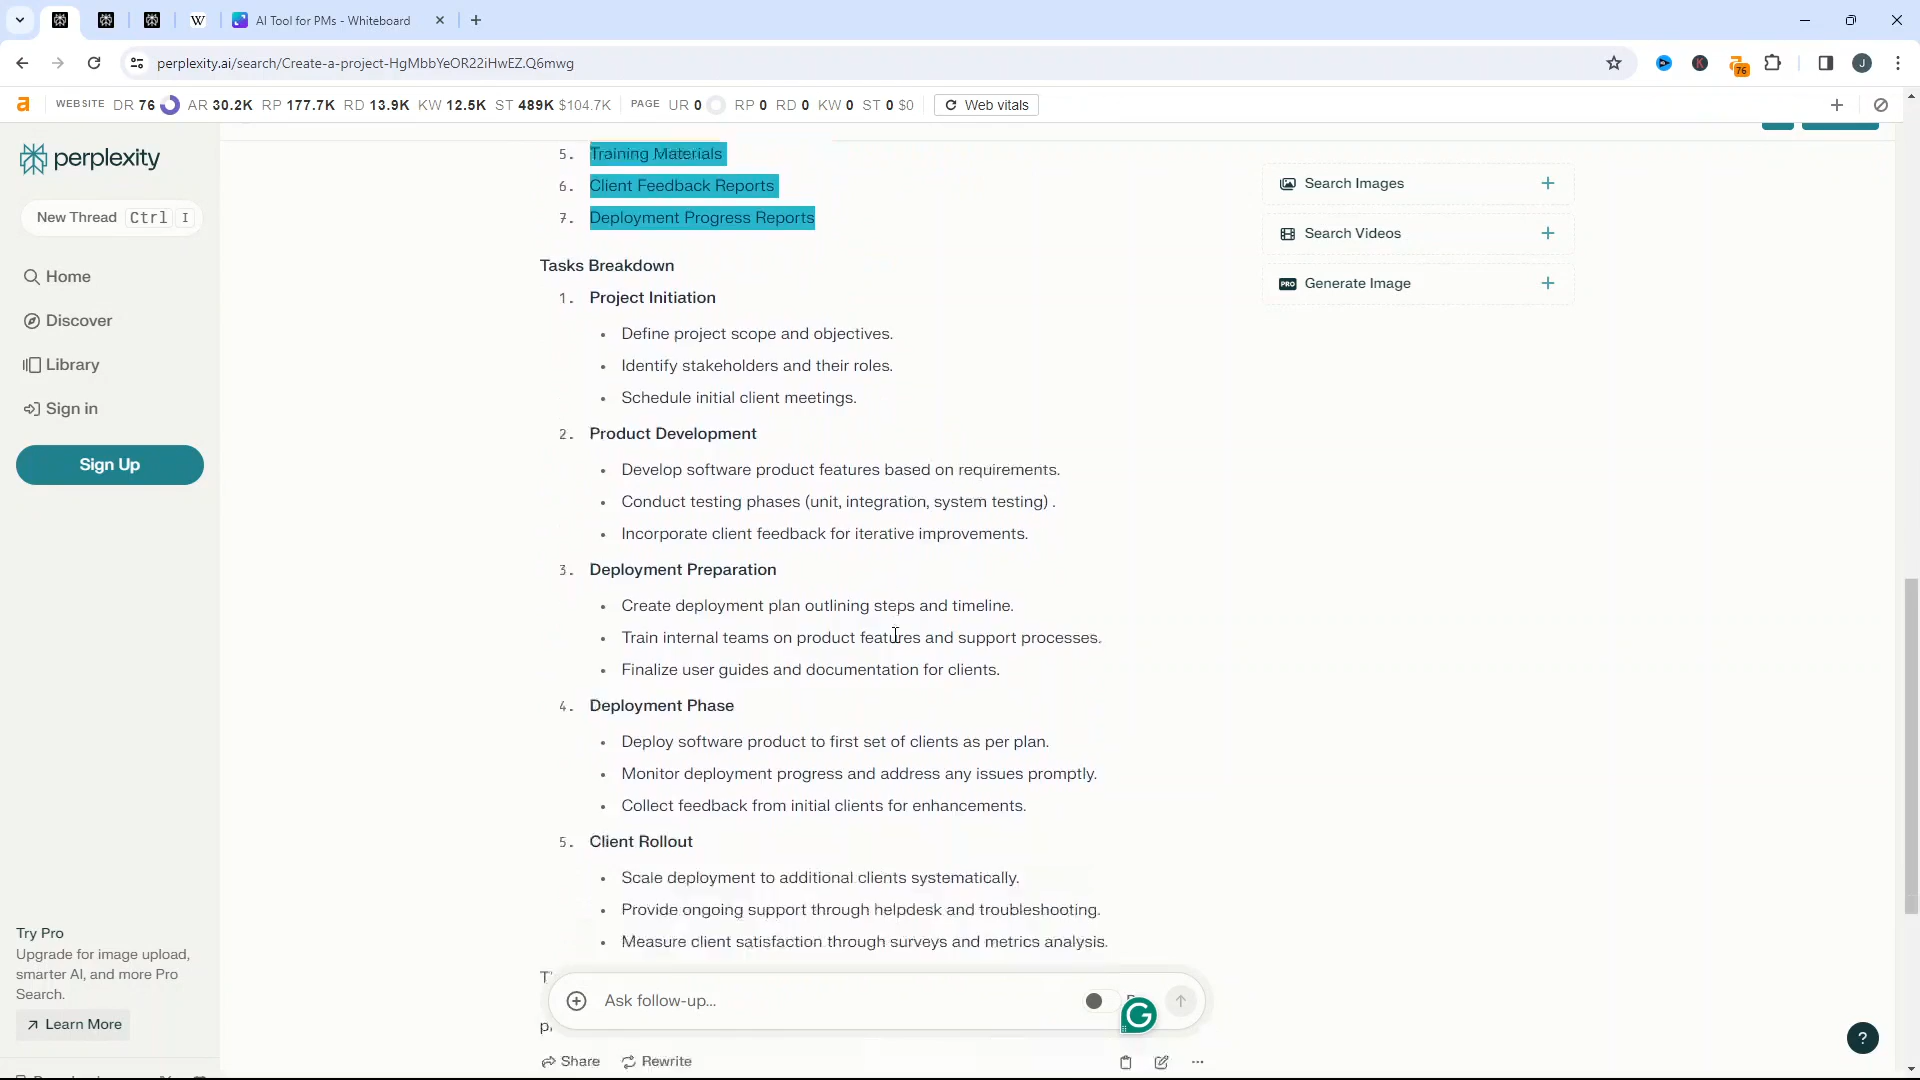 AI Tool for PMs - Whiteboard
perplexity.ai/search/Create-a-project-HgMbbYeOR22iHwEZ.Q6mwg
76
J
WEBSITE DR 76 AR 30.2K RP 177.7K RD 13.9K KW 12.5K ST 489K $104.7K PAGE UR 0 RP 0 RD 0 KW 0 ST 0 $0 Web vitals
perplexity
New Thread Ctrl I
Home
Discover
Library
Sign in
Sign Up
Try Pro
Upgrade for image upload,
smarter AI, and more Pro
Search.
Learn More
5. Training Materials
6. Client Feedback Reports
7. Deployment Progress Reports
Tasks Breakdown
1. Project Initiation
• Define project scope and objectives.
• Identify stakeholders and their roles.
• Schedule initial client meetings.
2. Product Development
• Develop software product features based on requirements.
• Conduct testing phases (unit, integration, system testing) .
• Incorporate client feedback for iterative improvements.
3. Deployment Preparation
• Create deployment plan outlining steps and timeline.
• Train internal teams on product features and support processes.
• Finalize user guides and documentation for clients.
4. Deployment Phase
• Deploy software product to first set of clients as per plan.
• Monitor deployment progress and address any issues promptly.
• Collect feedback from initial clients for enhancements.
5. Client Rollout
• Scale deployment to additional clients systematically.
• Provide ongoing support through helpdesk and troubleshooting.
• Measure client satisfaction through surveys and metrics analysis.
Ask follow-up...
Share Rewrite
Search Images
Search Videos
PRO Generate Image
?